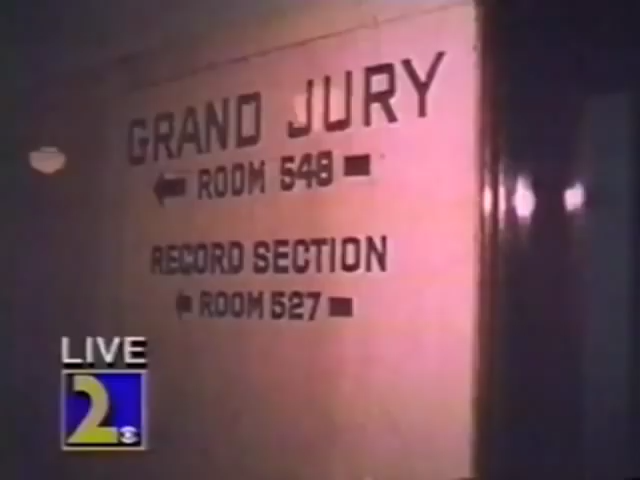 GRAND JURY
← ROOM 548
RECORD SECTION
← ROOM 527
LIVE
2